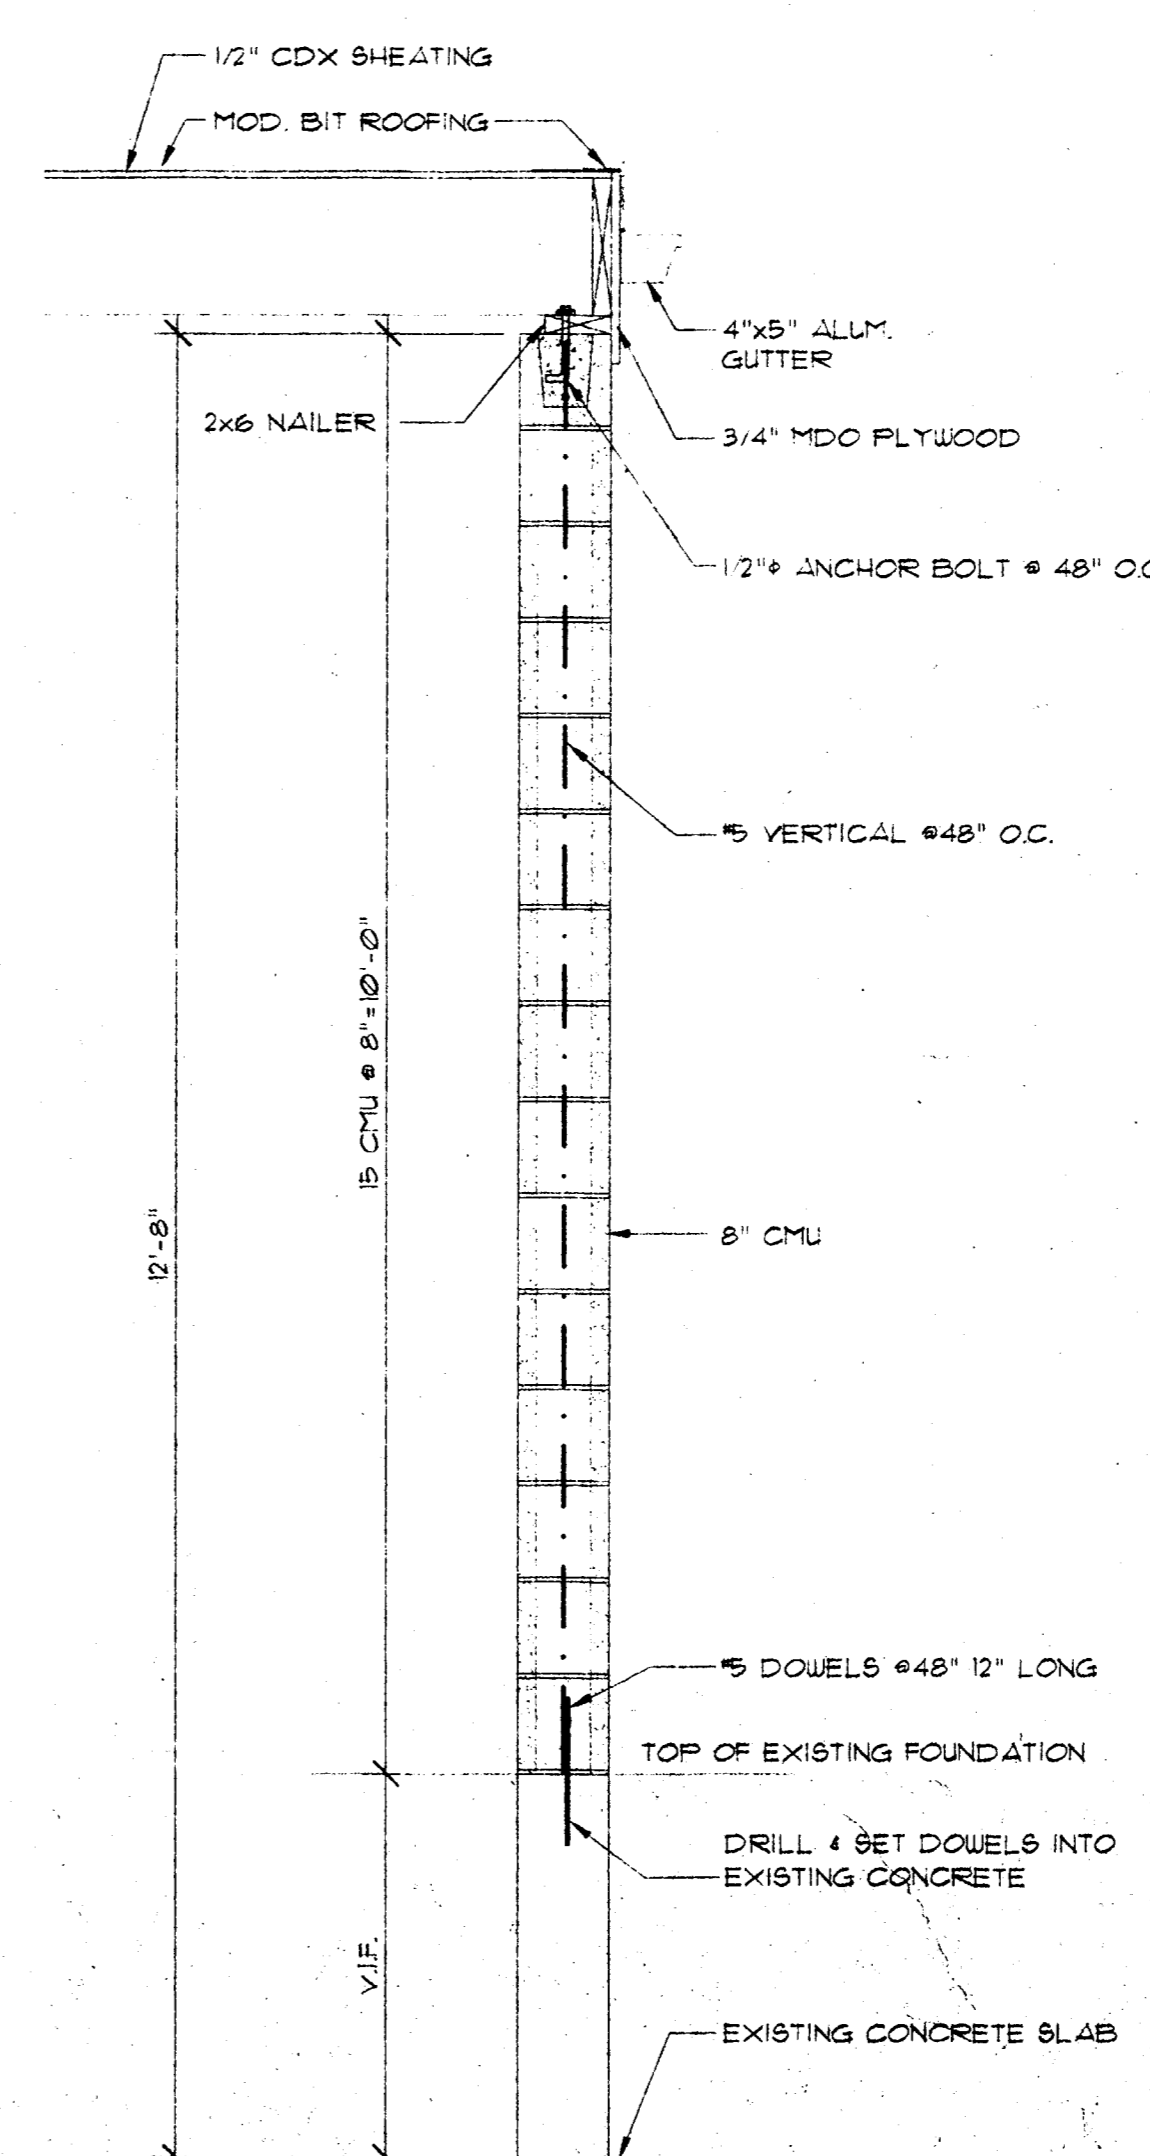 1/2" CDX SHEATING
MOD. BIT ROOFING
4"x5" ALUM.
GUTTER
2x6 NAILER
3/4" MDO PLYWOOD
1/2"ϕ ANCHOR BOLT @ 48" O.C
#5 VERTICAL @48" O.C.
15 CMU @ 8"=10'-0"
12'-8"
8" CMU
#5 DOWELS @48" 12" LONG
TOP OF EXISTING FOUNDATION
DRILL & SET DOWELS INTO
EXISTING CONCRETE
V.I.F.
EXISTING CONCRETE SLAB